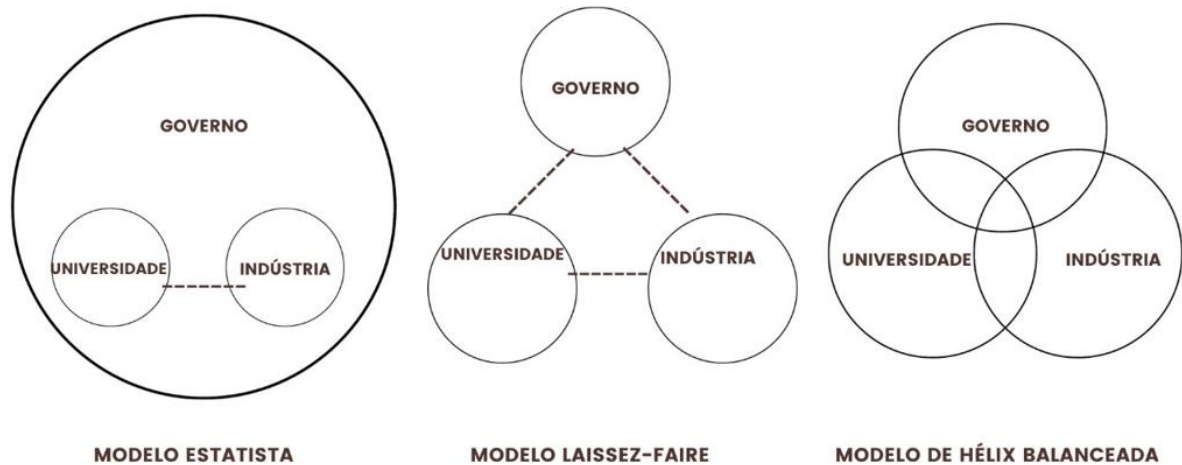 GOVERNO
UNIVERSIDADE
INDÚSTRIA
MODELO ESTATISTA
GOVERNO
UNIVERSIDADE
INDÚSTRIA
MODELO LAISSEZ-FAIRE
GOVERNO
UNIVERSIDADE
INDÚSTRIA
MODELO DE HÉLIX BALANCEADA